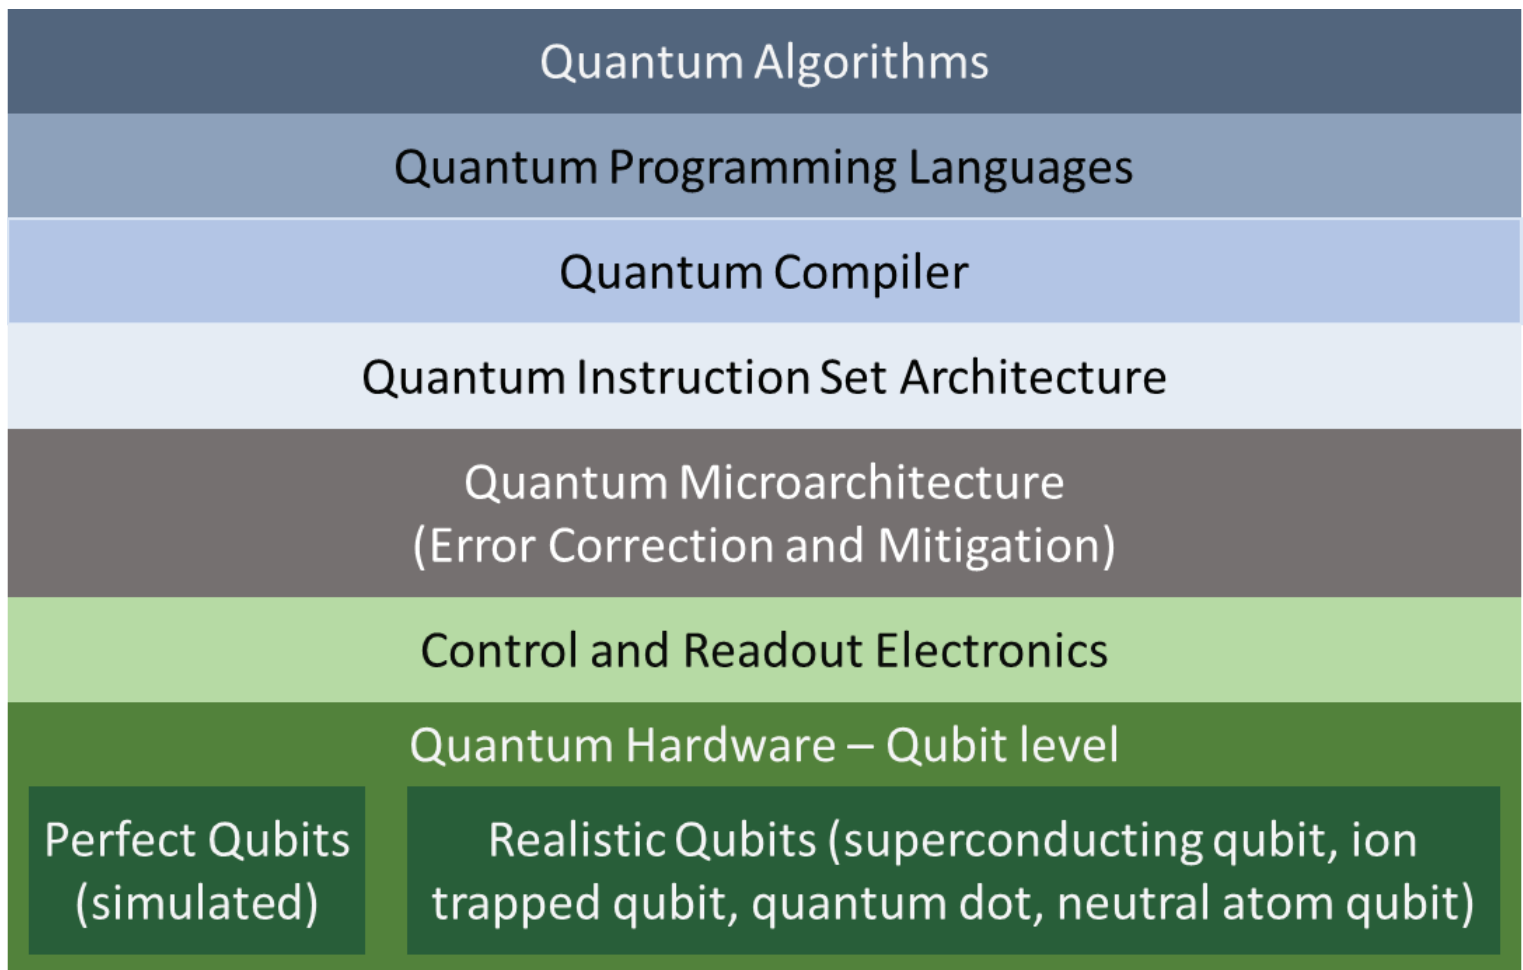 Quantum Algorithms
Quantum Programming Languages
Quantum Compiler
Quantum Instruction Set Architecture
Quantum Microarchitecture
(Error Correction and Mitigation)
Control and Readout Electronics
Quantum Hardware – Qubit level
Perfect Qubits
(simulated)
Realistic Qubits (superconducting qubit, ion
trapped qubit, quantum dot, neutral atom qubit)